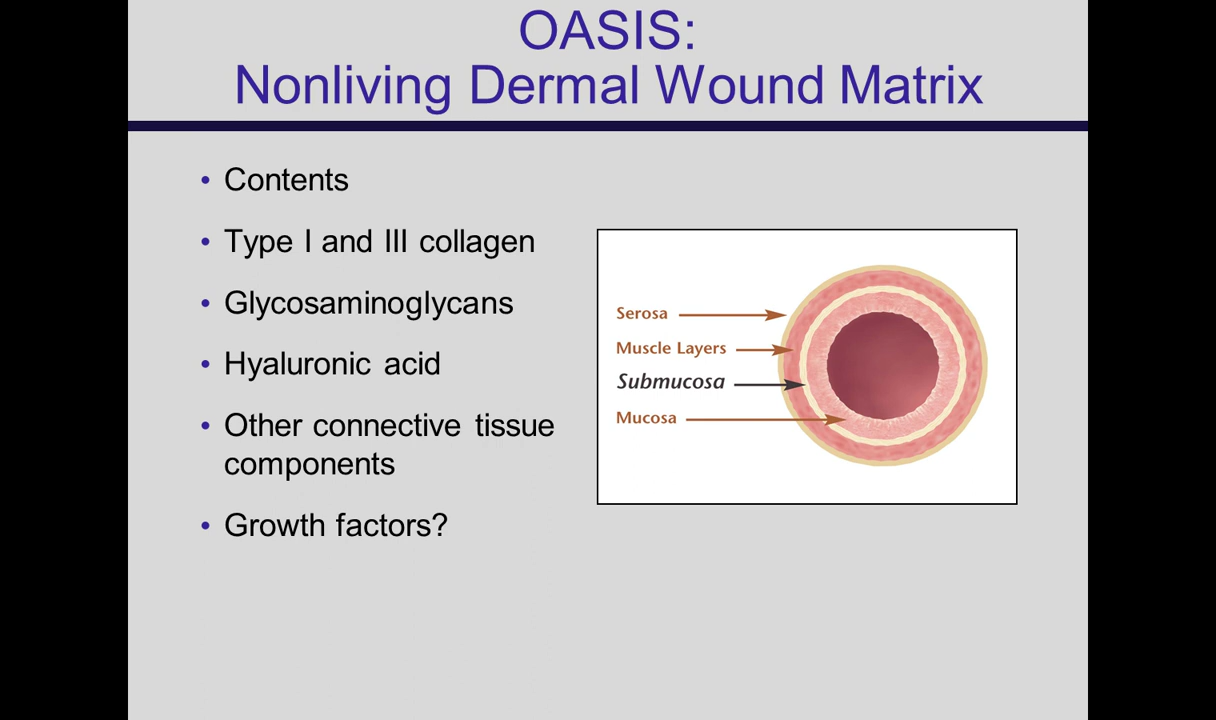 OASIS:
Nonliving Dermal Wound Matrix
• Contents
• Type I and III collagen
• Glycosaminoglycans
• Hyaluronic acid
• Other connective tissue
components
• Growth factors?
Serosa
Muscle Layers
Submucosa
Mucosa